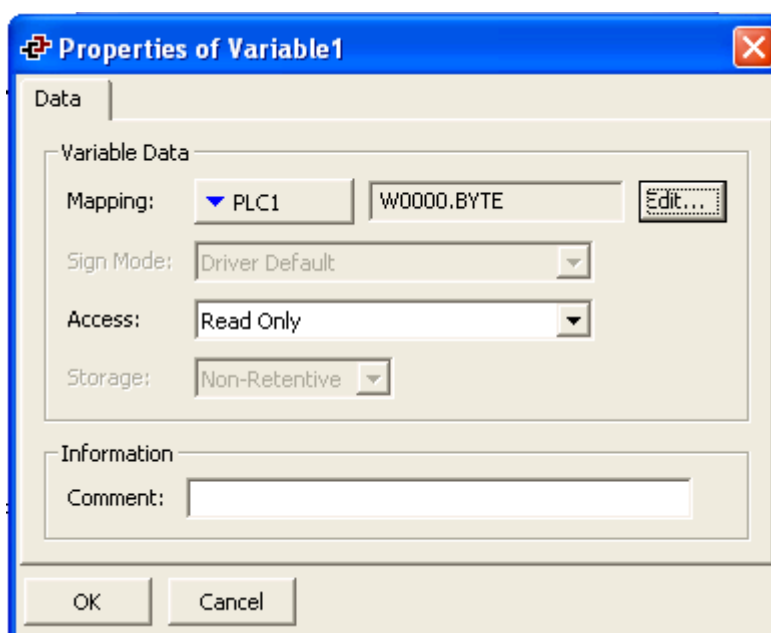 Properties of Variable1
Data
Variable Data
Mapping: PLC1 W0000.BYTE Edit...
Sign Mode: Driver Default
Access: Read Only
Storage: Non-Retentive
Information
Comment:
OK Cancel